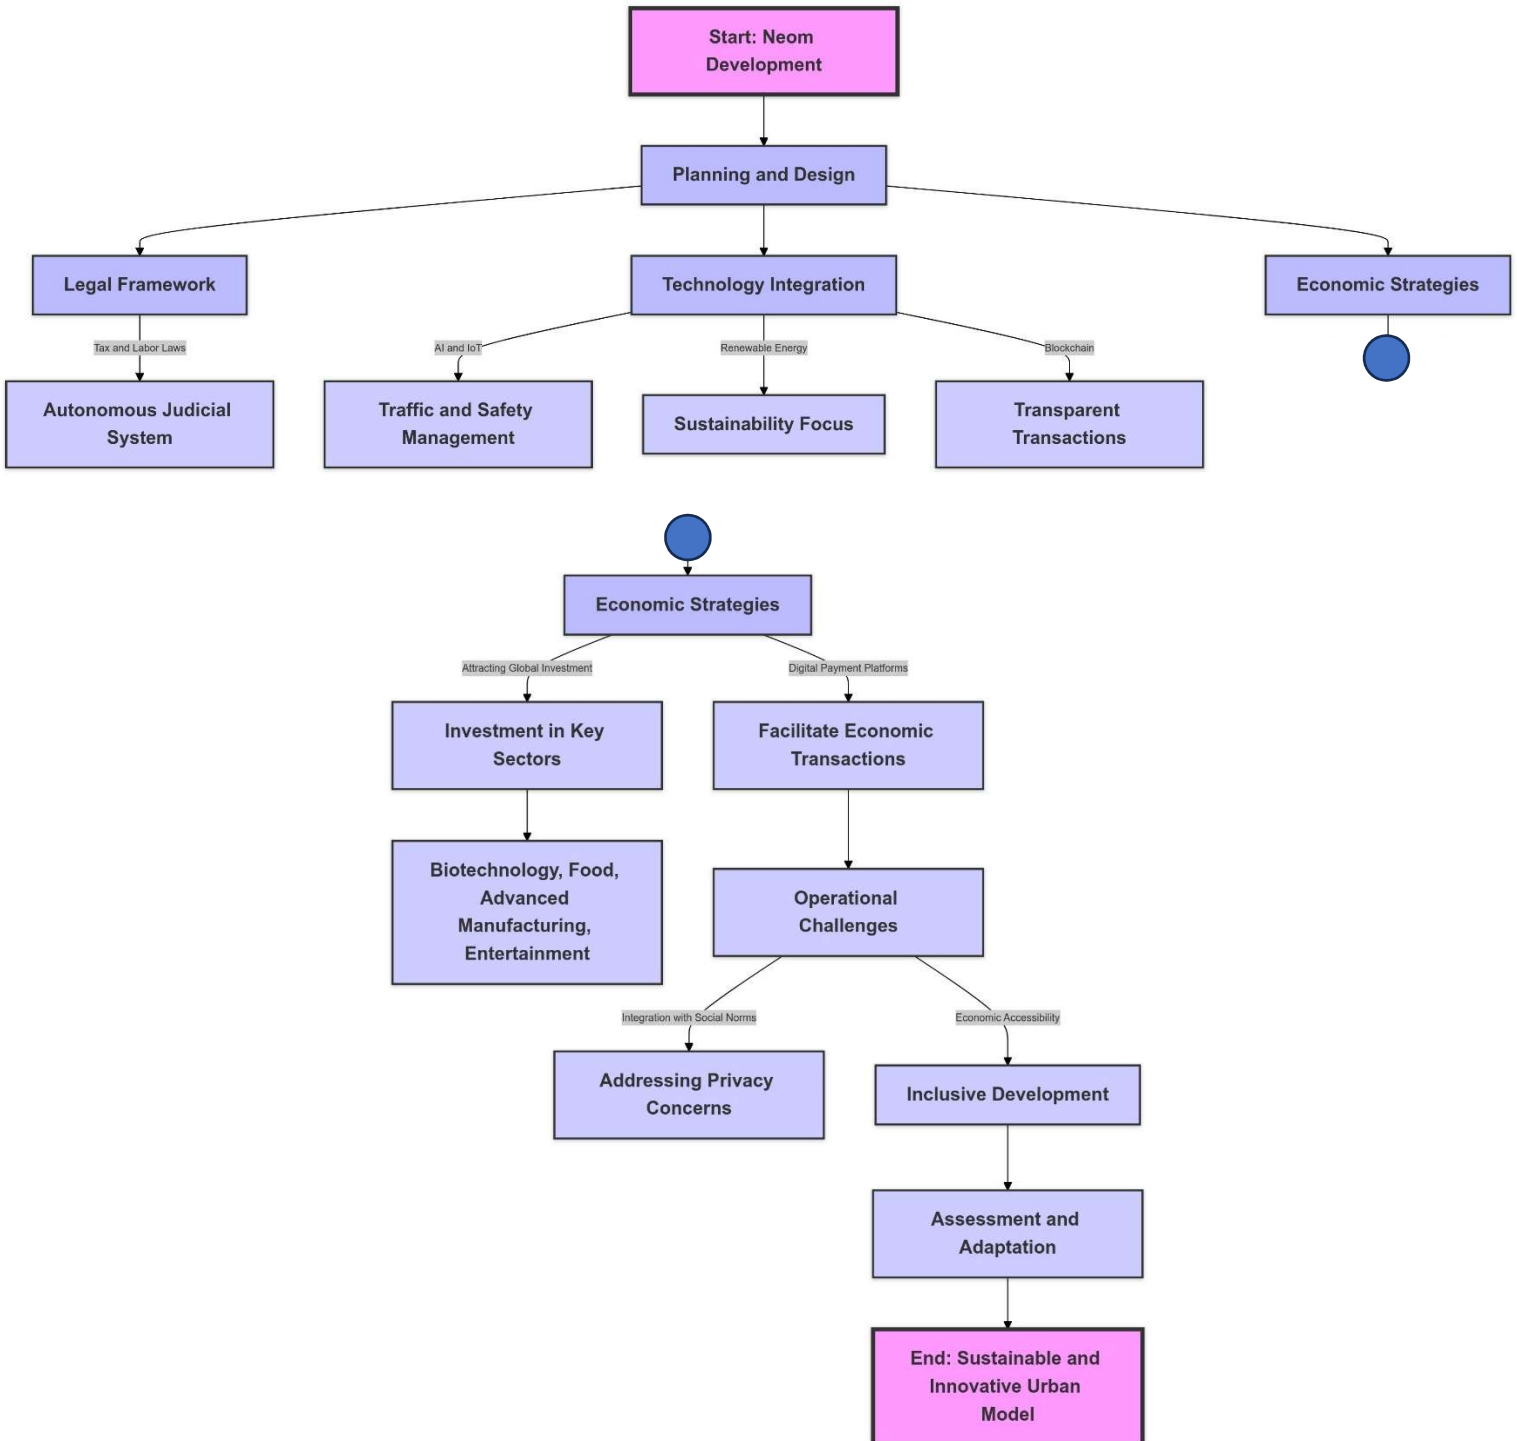 Start: Neom
Development
Planning and Design
Legal Framework
Technology Integration
Economic Strategies
Tax and Labor Laws
AI and IoT
Renewable Energy
Blockchain
Autonomous Judicial
System
Traffic and Safety
Management
Sustainability Focus
Transparent
Transactions
Economic Strategies
Attracting Global Investment
Digital Payment Platforms
Investment in Key
Sectors
Facilitate Economic
Transactions
Biotechnology, Food,
Advanced
Manufacturing,
Entertainment
Operational
Challenges
Integration with Social Norms
Economic Accessibility
Addressing Privacy
Concerns
Inclusive Development
Assessment and
Adaptation
End: Sustainable and
Innovative Urban
Model